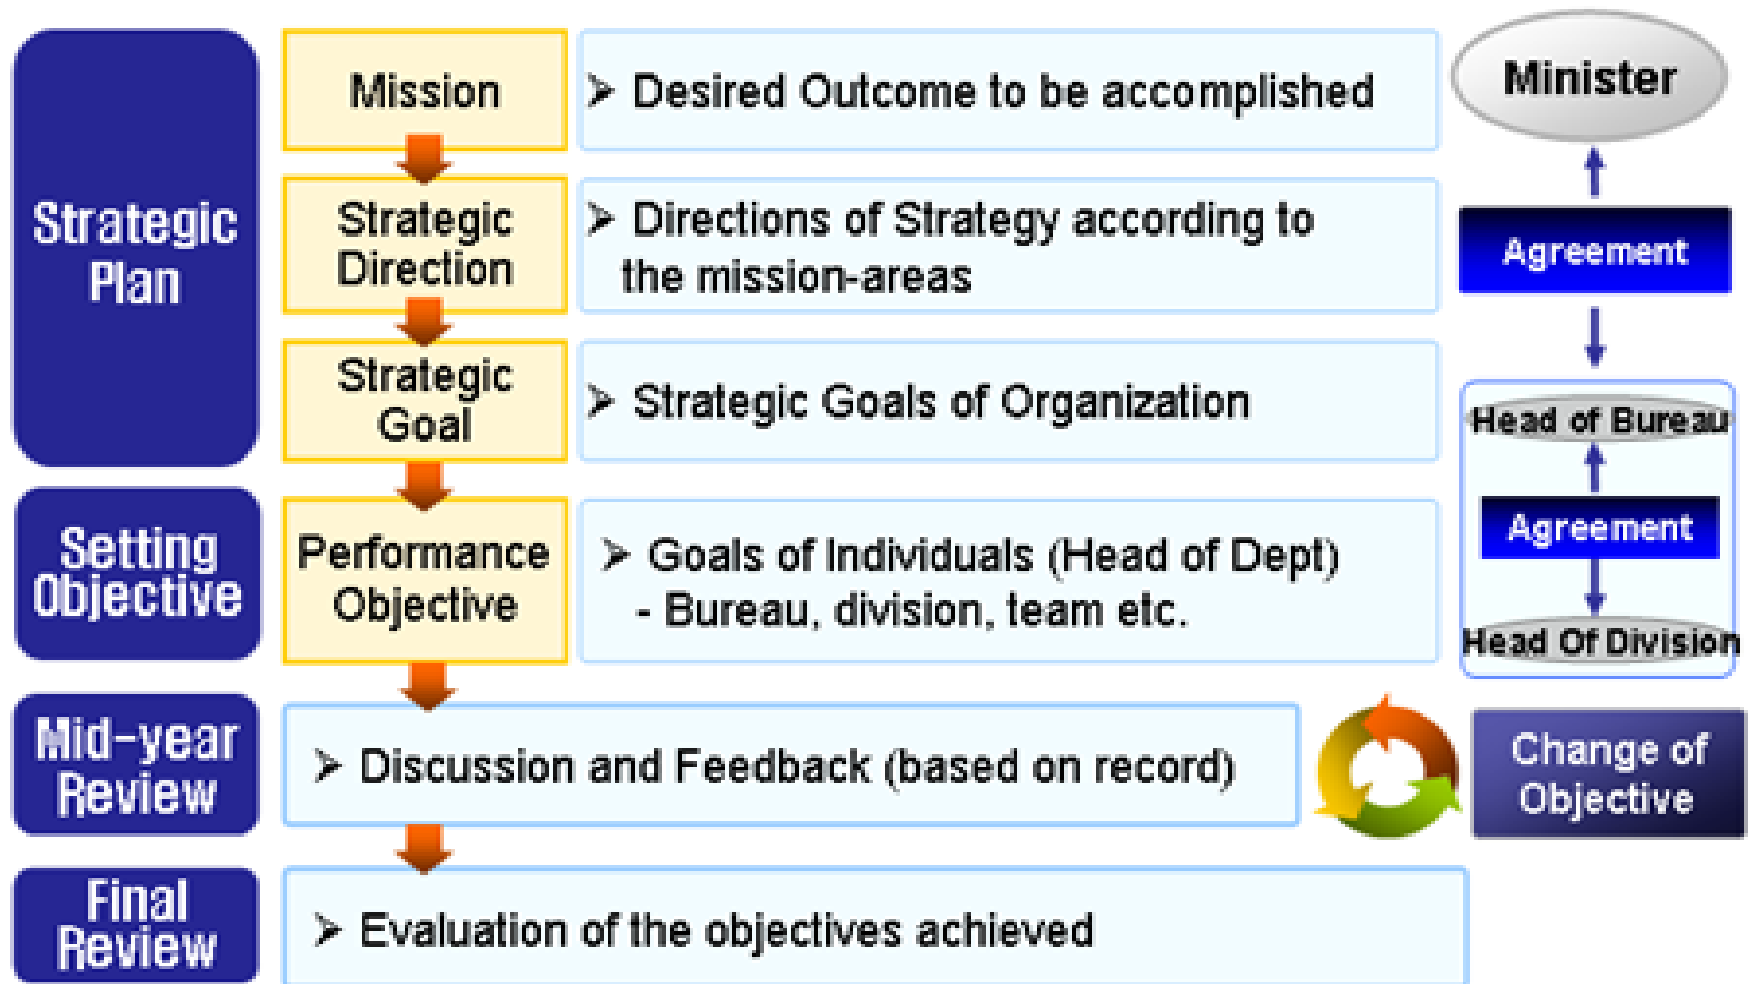 Strategic
Plan
Mission
➢ Desired Outcome to be accomplished
Strategic
Direction
➢ Directions of Strategy according to
the mission-areas
Strategic
Goal
➢ Strategic Goals of Organization
Minister
Agreement
Head of Bureau
Agreement
Head Of Division
Setting
Objective
Performance
Objective
➢ Goals of Individuals (Head of Dept)
- Bureau, division, team etc.
Mid-year
Review
➢ Discussion and Feedback (based on record)
Change of
Objective
Final
Review
➢ Evaluation of the objectives achieved